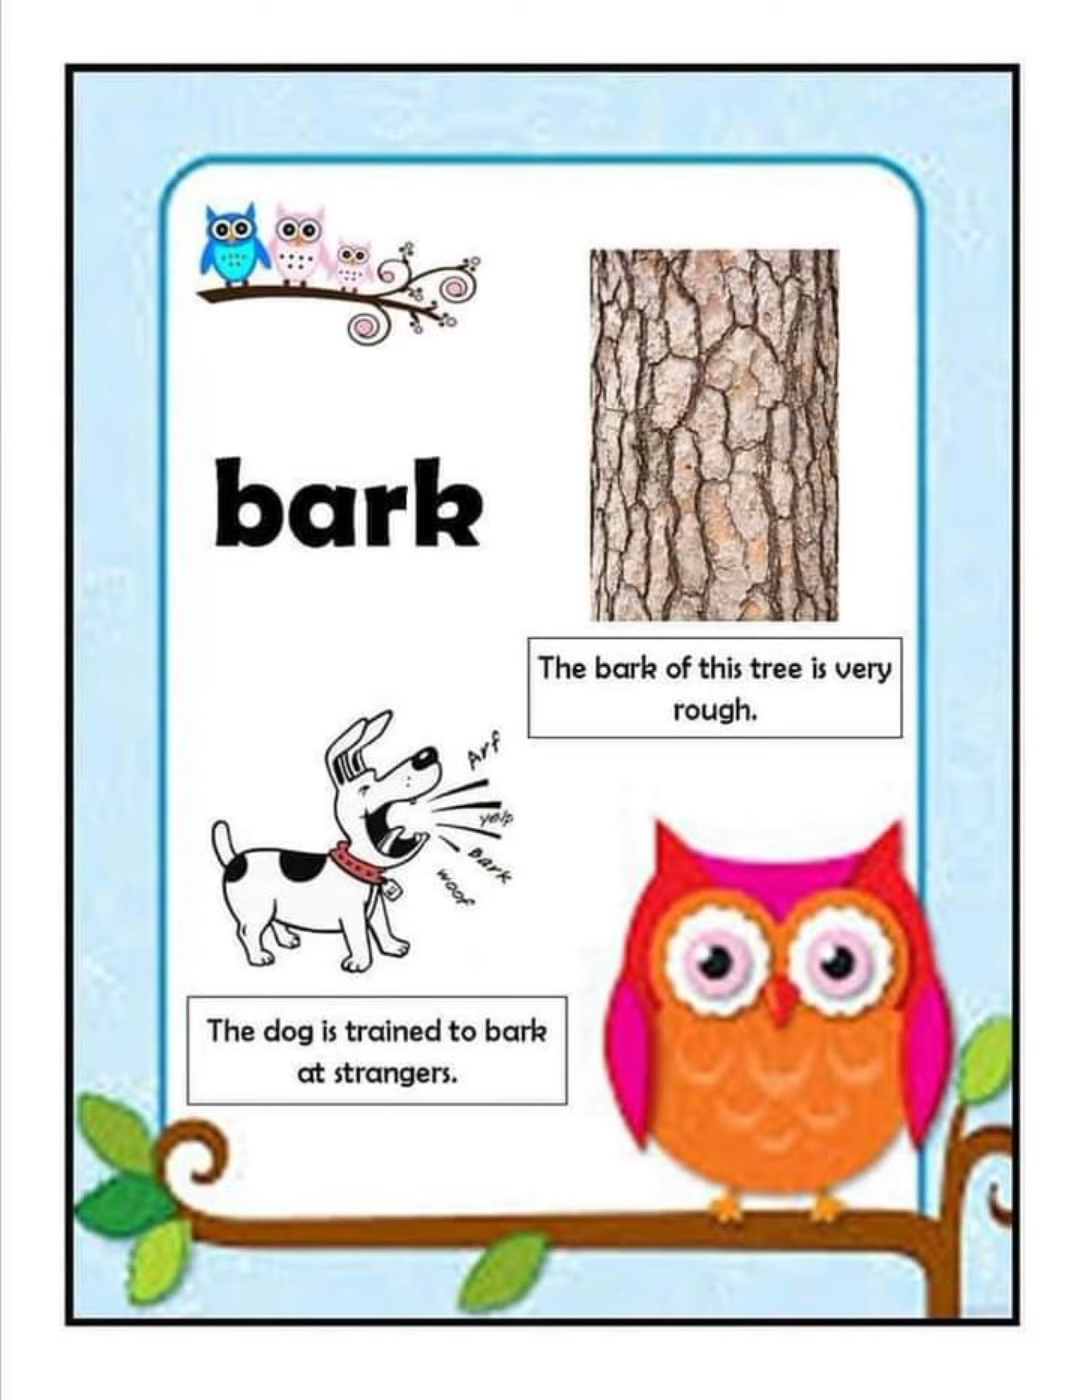 bark
The bark of this tree is very
rough.
Arf
yelp
Bark
woof
The dog is trained to bark
at strangers.